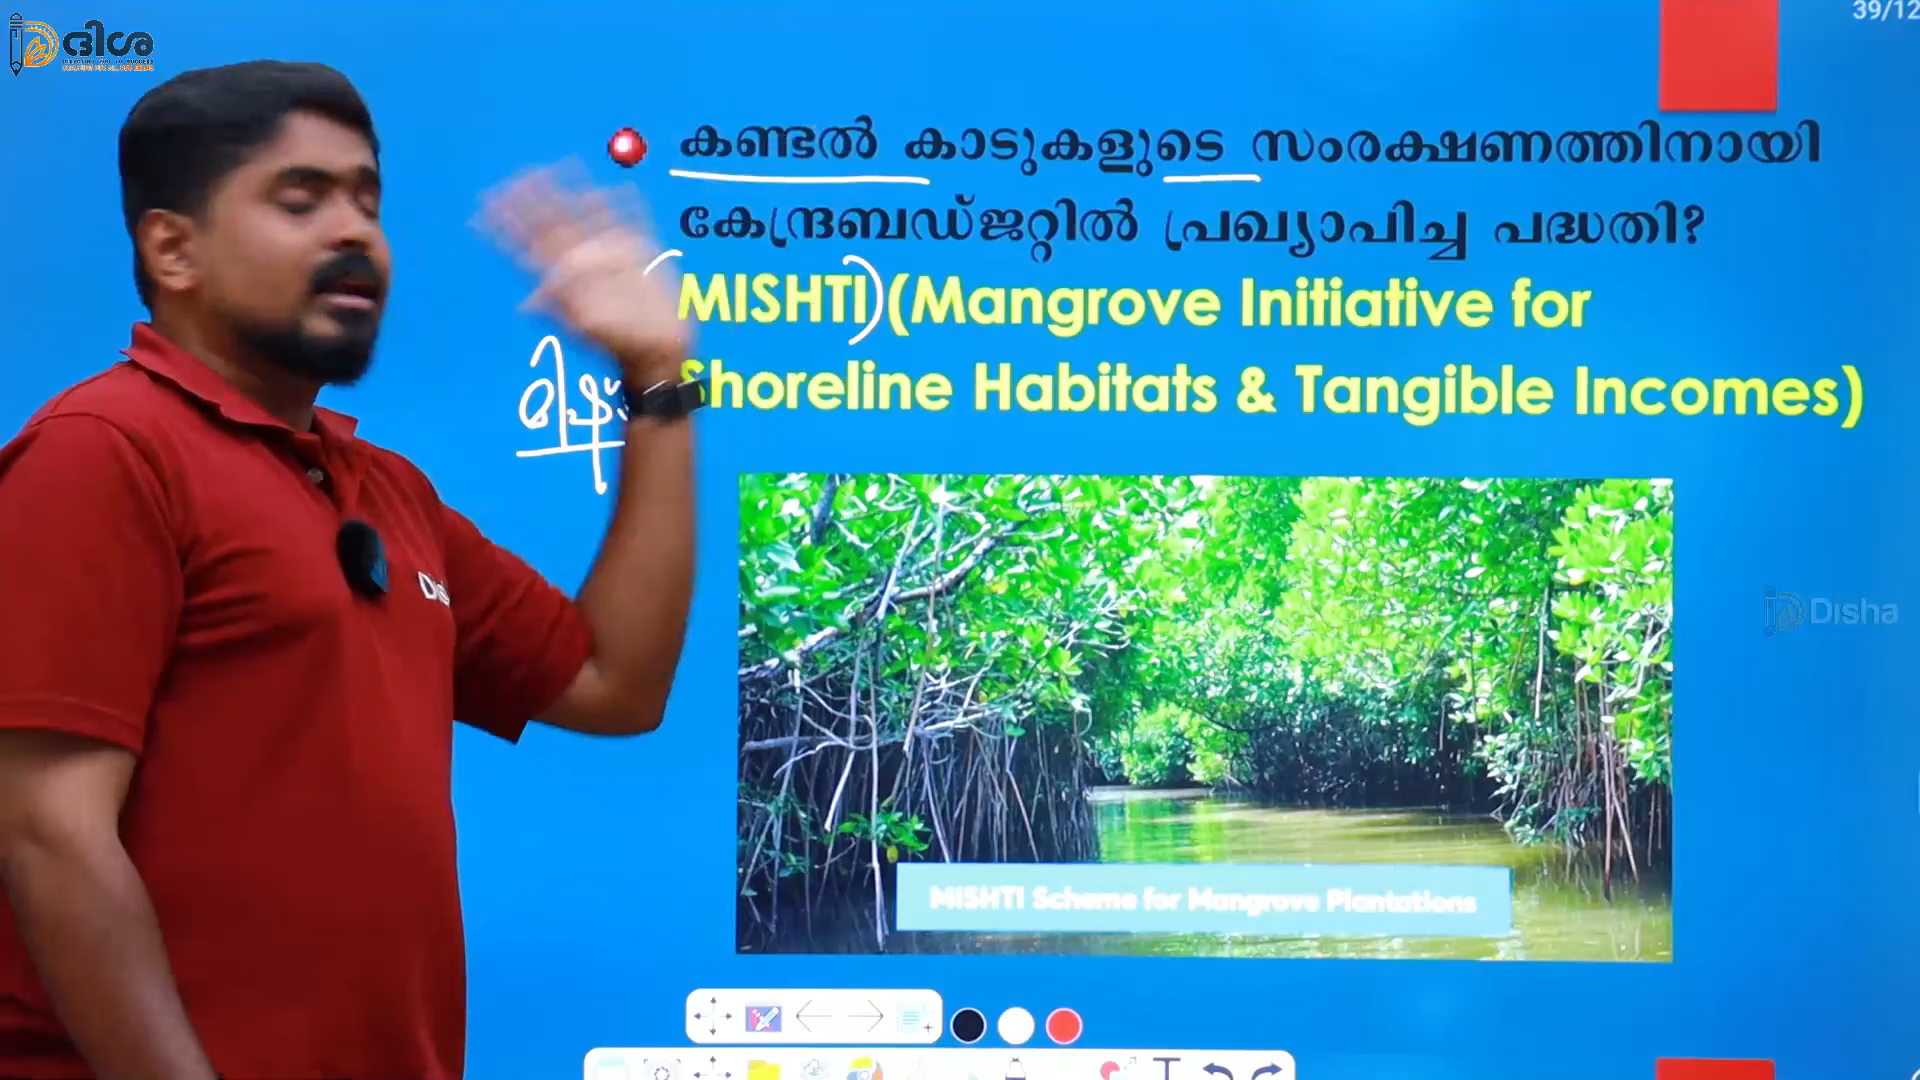 ദിശ
39/12
കണ്ടൽ കാടുകളുടെ സംരക്ഷണത്തിനായി
കേന്ദ്രബഡ്ജറ്റിൽ പ്രഖ്യാപിച്ച പദ്ധതി?
MISHTI (Mangrove Initiative for
Shoreline Habitats & Tangible Incomes)
Disha
MISHTI Scheme for Mangrove Plantations